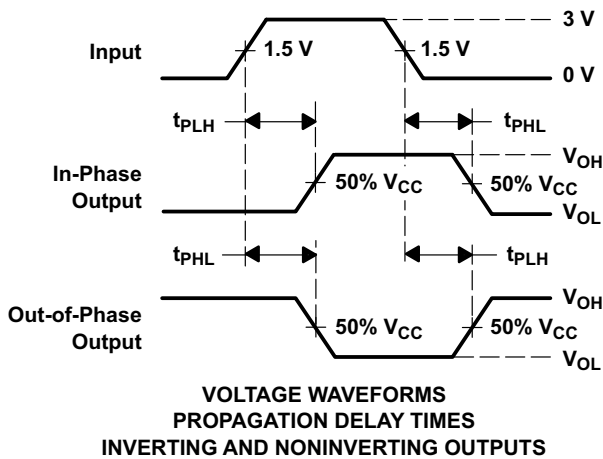 3 V
Input
1.5 V
1.5 V
0 V
tPLH
tPHL
VOH
In-Phase
Output
50% VCC
50% VCC
VOL
tPHL
tPLH
VOH
Out-of-Phase
Output
50% VCC
50% VCC
VOL
VOLTAGE WAVEFORMS
PROPAGATION DELAY TIMES
INVERTING AND NONINVERTING OUTPUTS